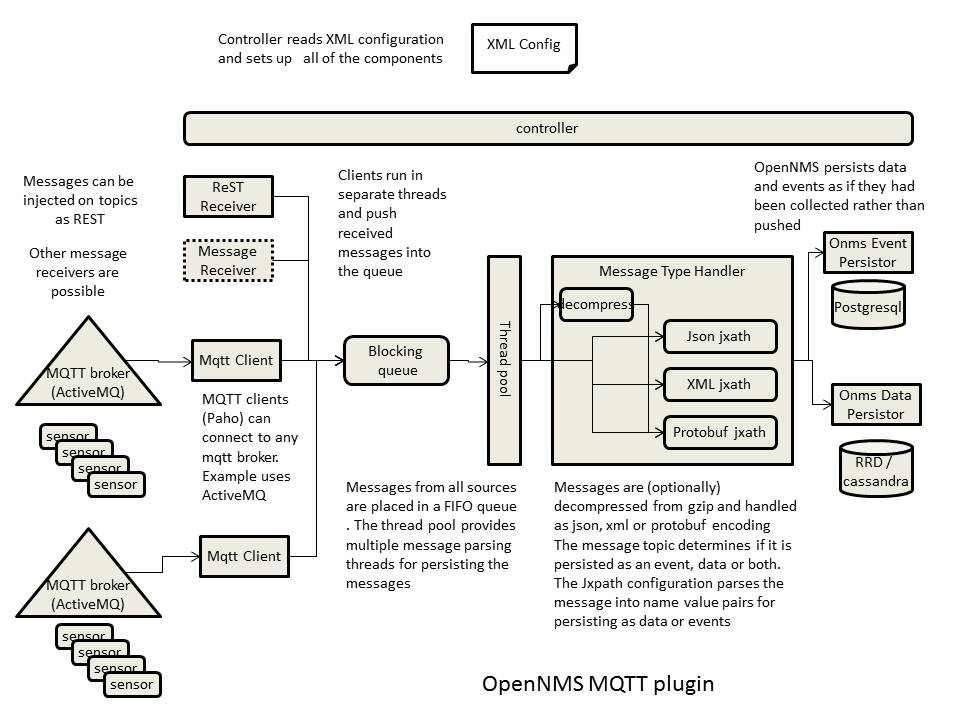 Controller reads XML configuration
and sets up   all of the components
XML Config
controller
Messages can be
injected on topics
as REST
Other message
receivers are
possible
ReST
Receiver
Message
Receiver
Clients run in
separate threads
and push
received
messages into
the queue
OpenNMS persists data
and events as if they had
been collected rather than
pushed
Onms Event
Persistor
Postgresql
Message Type Handler
decompress
Json jxath
XML jxath
Protobuf jxath
Thread pool
Blocking
queue
Mqtt Client
MQTT broker
(ActiveMQ)
MQTT clients
(Paho) can
connect to any
mqtt broker.
Example uses
ActiveMQ
sensor
sensor
sensor
sensor
Onms Data
Persistor
RRD /
cassandra
Messages from all sources
are placed in a FIFO queue
. The thread pool provides
multiple message parsing
threads for persisting the
messages
Messages are (optionally)
decompressed from gzip and handled
as json, xml or protobuf encoding
The message topic determines if it is
persisted as an event, data or both.
The Jxpath configuration parses the
message into name value pairs for
persisting as data or events
Mqtt Client
MQTT broker
(ActiveMQ)
sensor
sensor
sensor
sensor
OpenNMS MQTT plugin